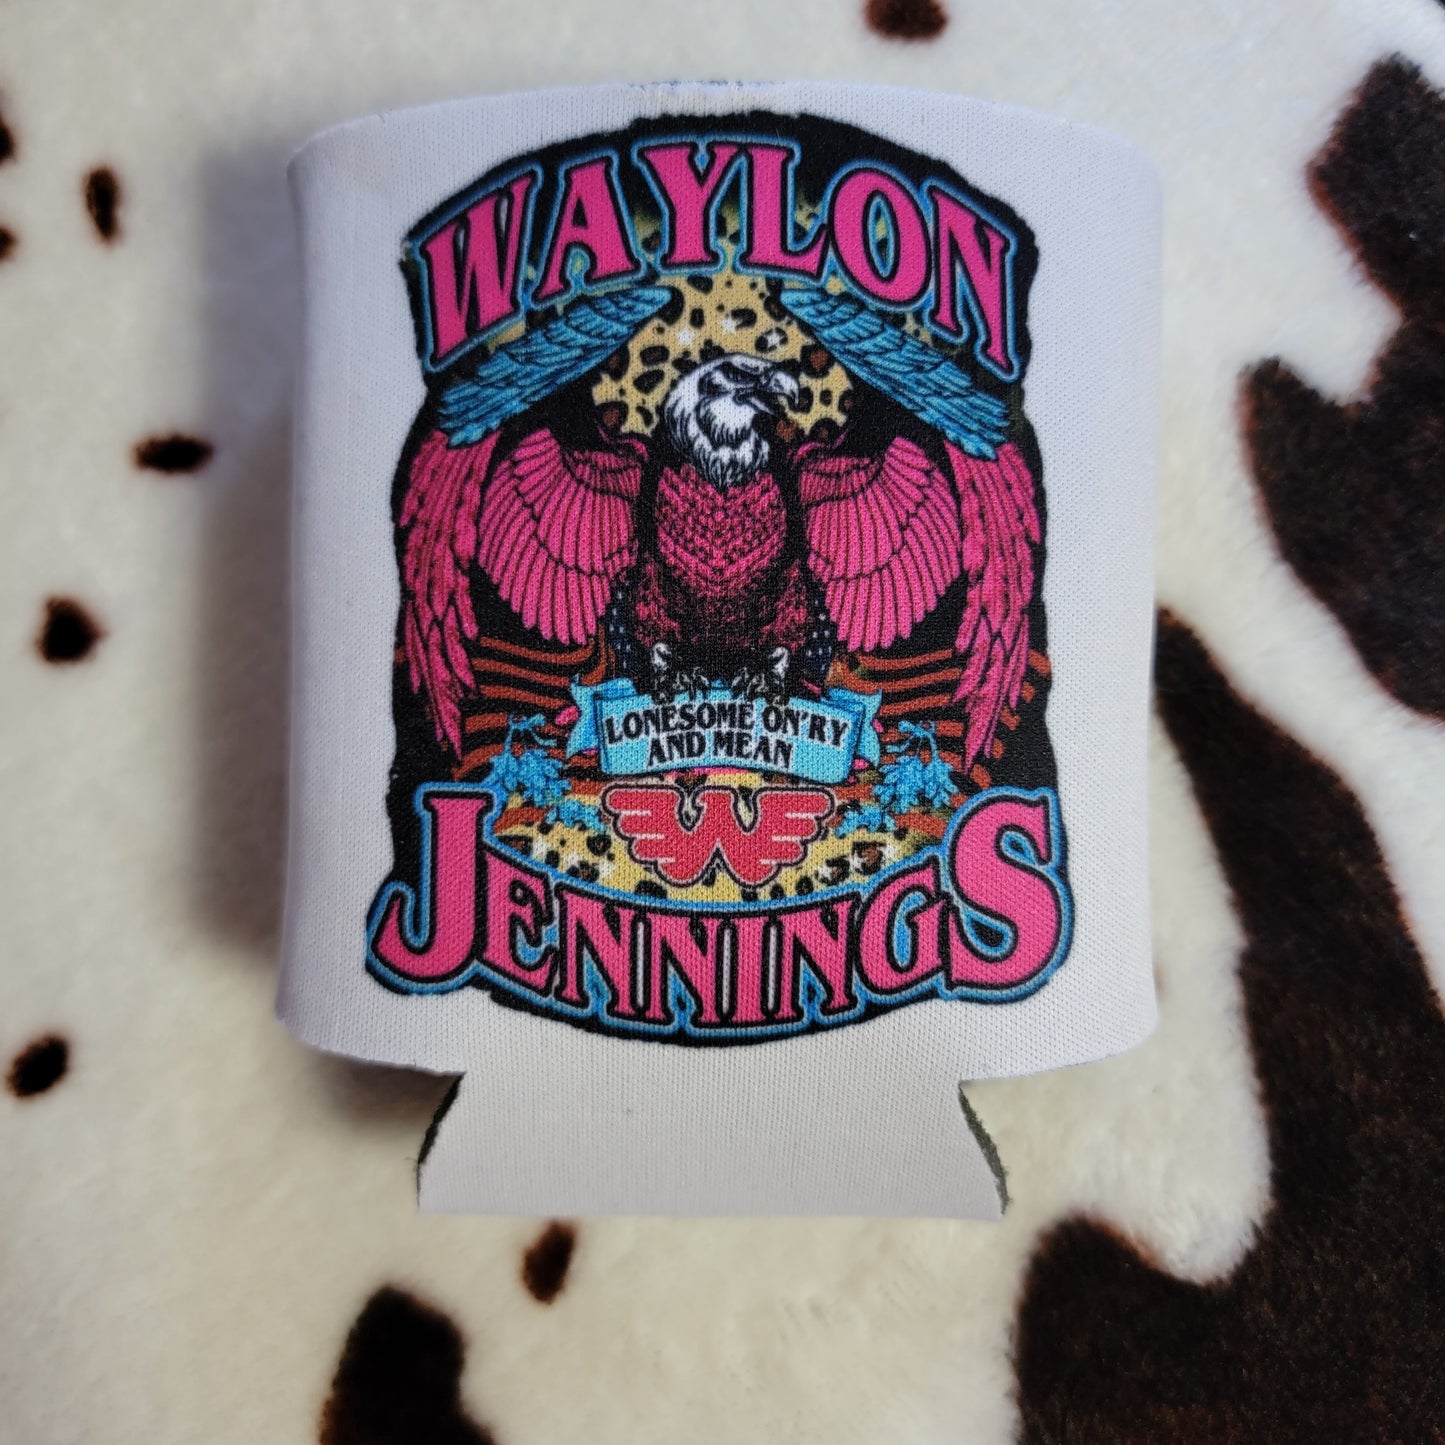 WAYLON
LONESOME ON'RY
AND MEAN
W
JENNINGS